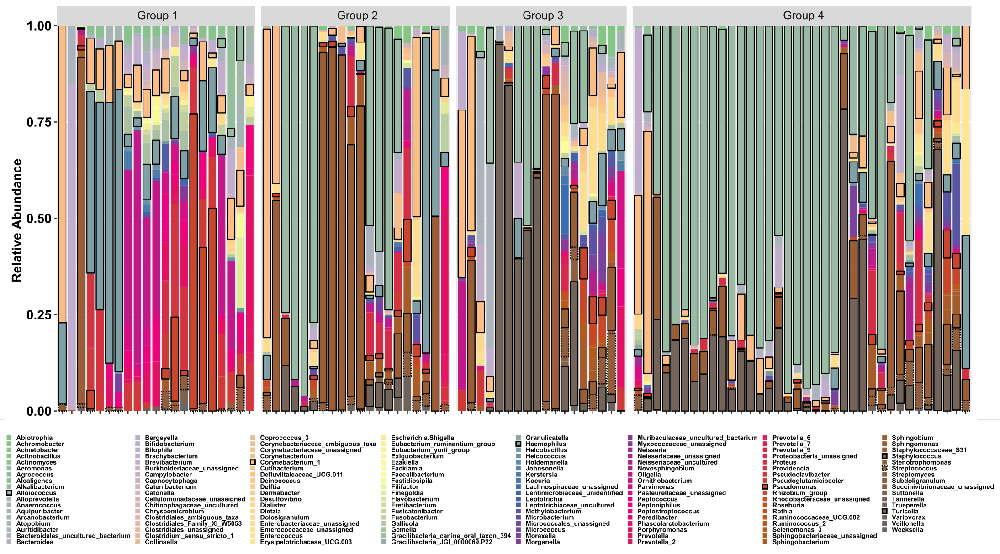 Group 1
Group 2
Group 3
Group 4
1.00
0.75
0.50
0.25
0.00
Relative Abundance
Abiotrophia
Achromobacter
Acinetobacter
Actinobacillus
Actinomyces
Aeromonas
Agrococcus
Alcaligenes
Alkalibacterium
Alloiococcus
Alloprevotella
Anaerococcus
Aquipuribacter
Arcanobacterium
Atopobium
Auritidibacter
Bacteroidales_uncultured_bacterium
Bacteroides
Bergeyella
Bifidobacterium
Bilophila
Brachybacterium
Brevibacterium
Burkholderiaceae_unassigned
Campylobacter
Capnocytophaga
Catenibacterium
Catonella
Cellulomonadaceae_unassigned
Chitinophagaceae_uncultured
Chryseomicrobium
Clostridiales_ambiguous_taxa
Clostridiales_Family_XI_W5053
Clostridiales_unassigned
Clostridium_sensu_stricto_1
Collinsella
Coprococcus_3
Corynebacteriaceae_ambiguous_taxa
Corynebacteriaceae_unassigned
Corynebacterium
Corynebacterium_1
Cutibacterium
Defluviitaleaceae_UCG.011
Deinococcus
Delftia
Dermabacter
Desulfovibrio
Dialister
Dietzia
Dolosigranulum
Enterobacteriaceae_unassigned
Enterococcaceae_unassigned
Enterococcus
Erysipelotrichaceae_UCG.003
Escherichia.Shigella
Eubacterium_ruminantium_group
Eubacterium_yurii_group
Exiguobacterium
Ezakiella
Facklamia
Faecalibacterium
Fastidiosipila
Filifactor
Finegoldia
Flavobacterium
Fretibacterium
Fusicatenibacter
Fusobacterium
Gallicola
Gemella
Gracilibacteria_canine_oral_taxon_394
Gracilibacteria_JGI_0000069.P22
Granulicatella
Haemophilus
Helcobacillus
Helcococcus
Holdemanella
Johnsonella
Kerstersia
Kocuria
Lachnospiraceae_unassigned
Lentimicrobiaceae_unidentified
Leptotrichia
Leptotrichiaceae_uncultured
Methylobacterium
Microbacterium
Micrococcales_unassigned
Micrococcus
Moraxella
Morganella
Muribaculaceae_uncultured_bacterium
Myxococcaceae_unassigned
Neisseria
Neisseriaceae_unassigned
Neisseriaceae_uncultured
Novosphingobium
Oligella
Ornithobacterium
Parvimonas
Pasteurellaceae_unassigned
Peptococcus
Peptoniphilus
Peptostreptococcus
Peredibacter
Phascolarctobacterium
Porphyromonas
Prevotella
Prevotella_2
Prevotella_6
Prevotella_7
Prevotella_9
Proteobacteria_unassigned
Proteus
Providencia
Pseudoclavibacter
Pseudoglutamicibacter
Pseudomonas
Rhizobium_group
Rhodobacteraceae_unassigned
Roseburia
Rothia
Ruminococcaceae_UCG.002
Ruminococcus_2
Selenomonas_3
Sphingobacteriaceae_unassigned
Sphingobacterium
Sphingobium
Sphingomonas
Staphylococcaceae_S31
Staphylococcus
Stenotrophomonas
Streptococcus
Streptomyces
Subdoligranulum
Succinivibrionaceae_unassigned
Suttonella
Tannerella
Trueperella
Turicella
Variovorax
Veillonella
Weeksella